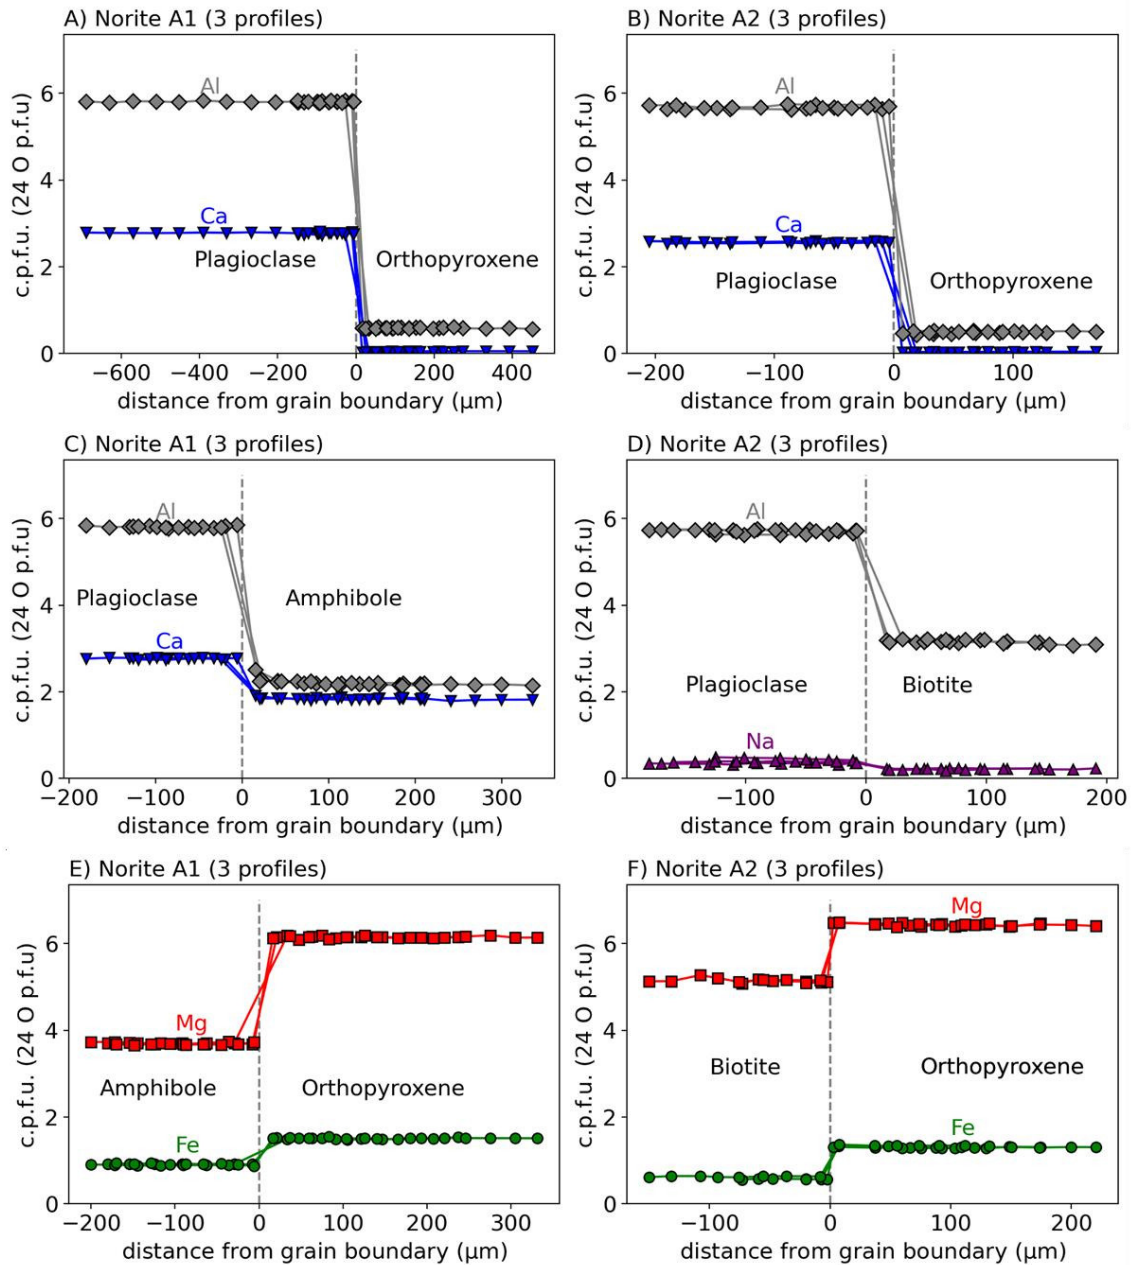 A) Norite A1 (3 profiles)
c.p.f.u. (24 O p.f.u)
6
4
2
0
Al
Ca
Plagioclase Orthopyroxene
−600 −400 −200 0 200 400
distance from grain boundary (μm)
B) Norite A2 (3 profiles)
c.p.f.u. (24 O p.f.u)
6
4
2
0
Al
Ca
Plagioclase Orthopyroxene
−200 −100 0 100
distance from grain boundary (μm)
C) Norite A1 (3 profiles)
c.p.f.u. (24 O p.f.u)
6
4
2
0
Al
Plagioclase Amphibole
Ca
−200 −100 0 100 200 300
distance from grain boundary (μm)
D) Norite A2 (3 profiles)
c.p.f.u. (24 O p.f.u)
6
4
2
0
Al
Plagioclase Biotite
Na
−100 0 100 200
distance from grain boundary (μm)
E) Norite A1 (3 profiles)
c.p.f.u. (24 O p.f.u)
6
4
2
0
Mg
Amphibole Orthopyroxene
Fe
−200 −100 0 100 200 300
distance from grain boundary (μm)
F) Norite A2 (3 profiles)
c.p.f.u. (24 O p.f.u)
6
4
2
0
Mg
Biotite Orthopyroxene
Fe
−100 0 100 200
distance from grain boundary (μm)